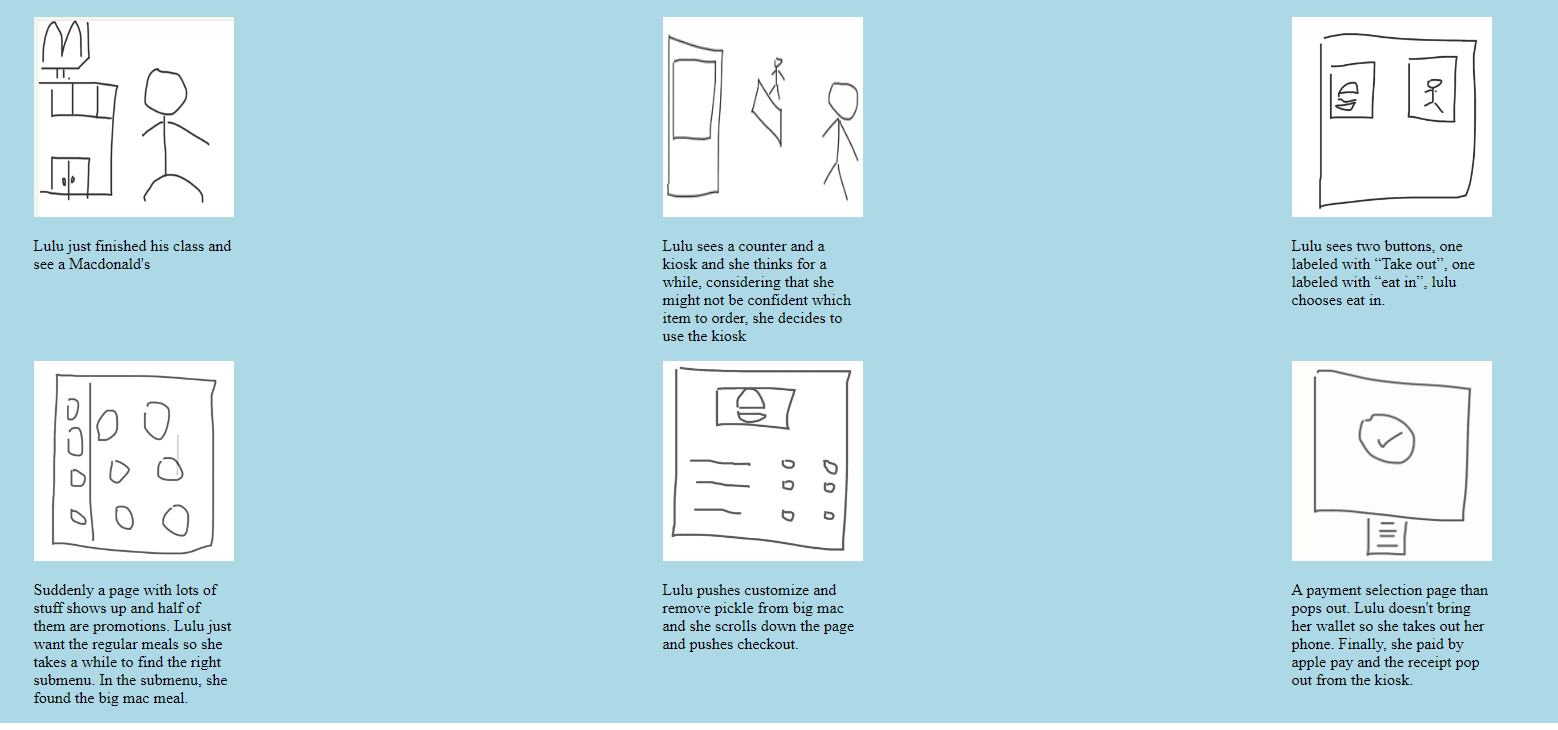 Lulu just finished his class and
see a Macdonald's
Lulu sees a counter and a
kiosk and she thinks for a
while, considering that she
might not be confident which
item to order, she decides to
use the kiosk
Lulu sees two buttons, one
labeled with “Take out”, one
labeled with “eat in”, lulu
chooses eat in.
Suddenly a page with lots of
stuff shows up and half of
them are promotions. Lulu just
want the regular meals so she
takes a while to find the right
submenu. In the submenu, she
found the big mac meal.
Lulu pushes customize and
remove pickle from big mac
and she scrolls down the page
and pushes checkout.
A payment selection page than
pops out. Lulu doesn't bring
her wallet so she takes out her
phone. Finally, she paid by
apple pay and the receipt pop
out from the kiosk.